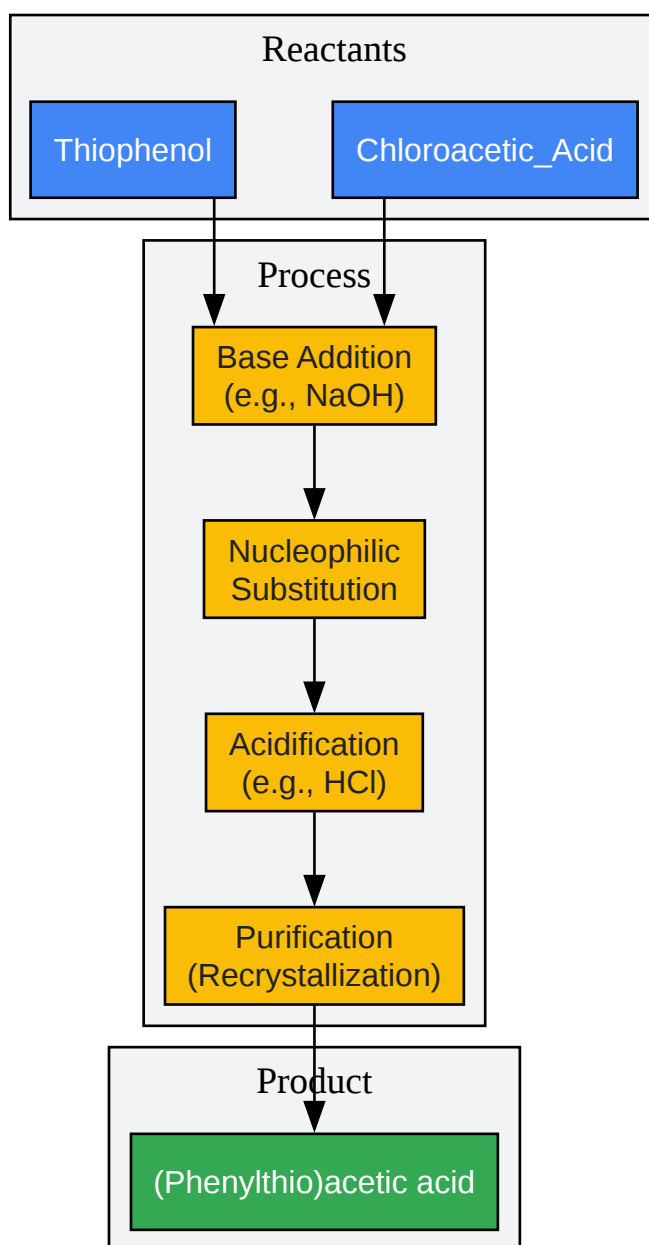 Reactants
Thiophenol
Chloroacetic_Acid
Process
Base Addition
(e.g., NaOH)
Nucleophilic
Substitution
Acidification
(e.g., HCl)
Purification
(Recrystallization)
Product
(Phenylthio)acetic acid